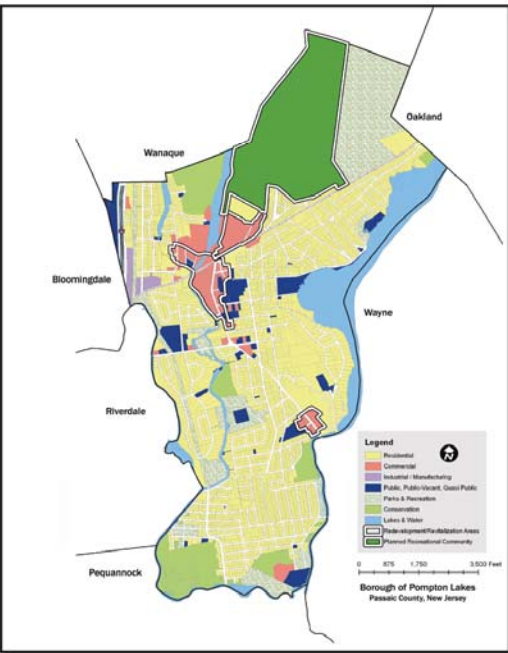 Oakland
Wanaque
Bloomingdale
Wayne
Riverdale
Pequannock
Legend
N
Residential
Commercial
Industrial / Manufacturing
Public, Public-Vacant, Quasi Public
Parks & Recreation
Conservation
Lakes & Water
Redevelopment/Revitalization Areas
Planned Recreational Community
0 875 1,750 3,500 Feet
Borough of Pompton Lakes
Passaic County, New Jersey